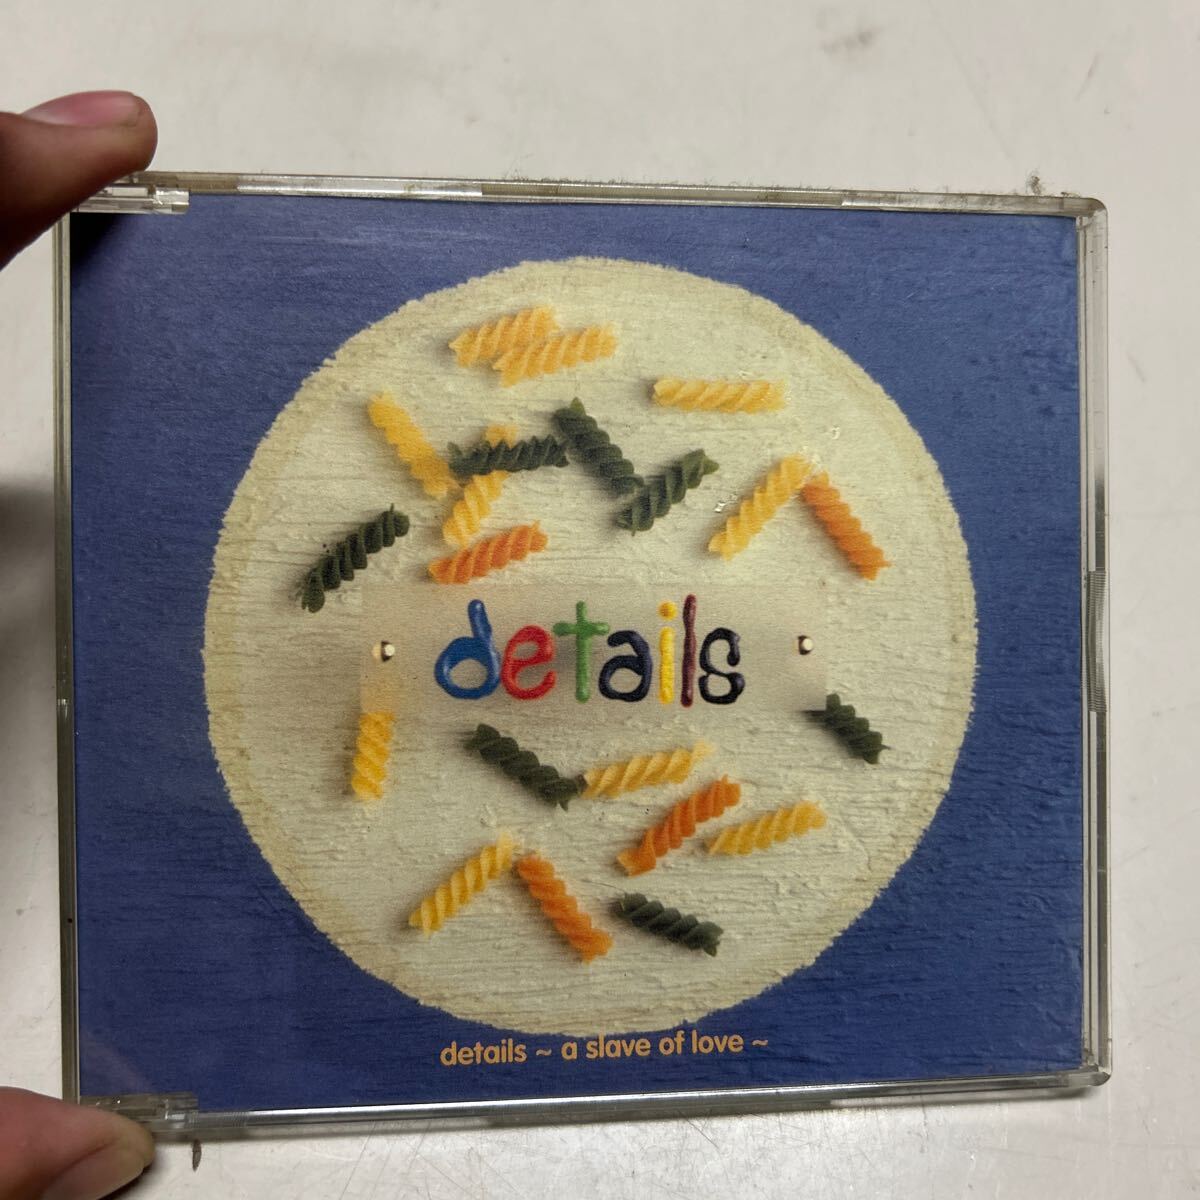 details
details ~ a slave of love ~